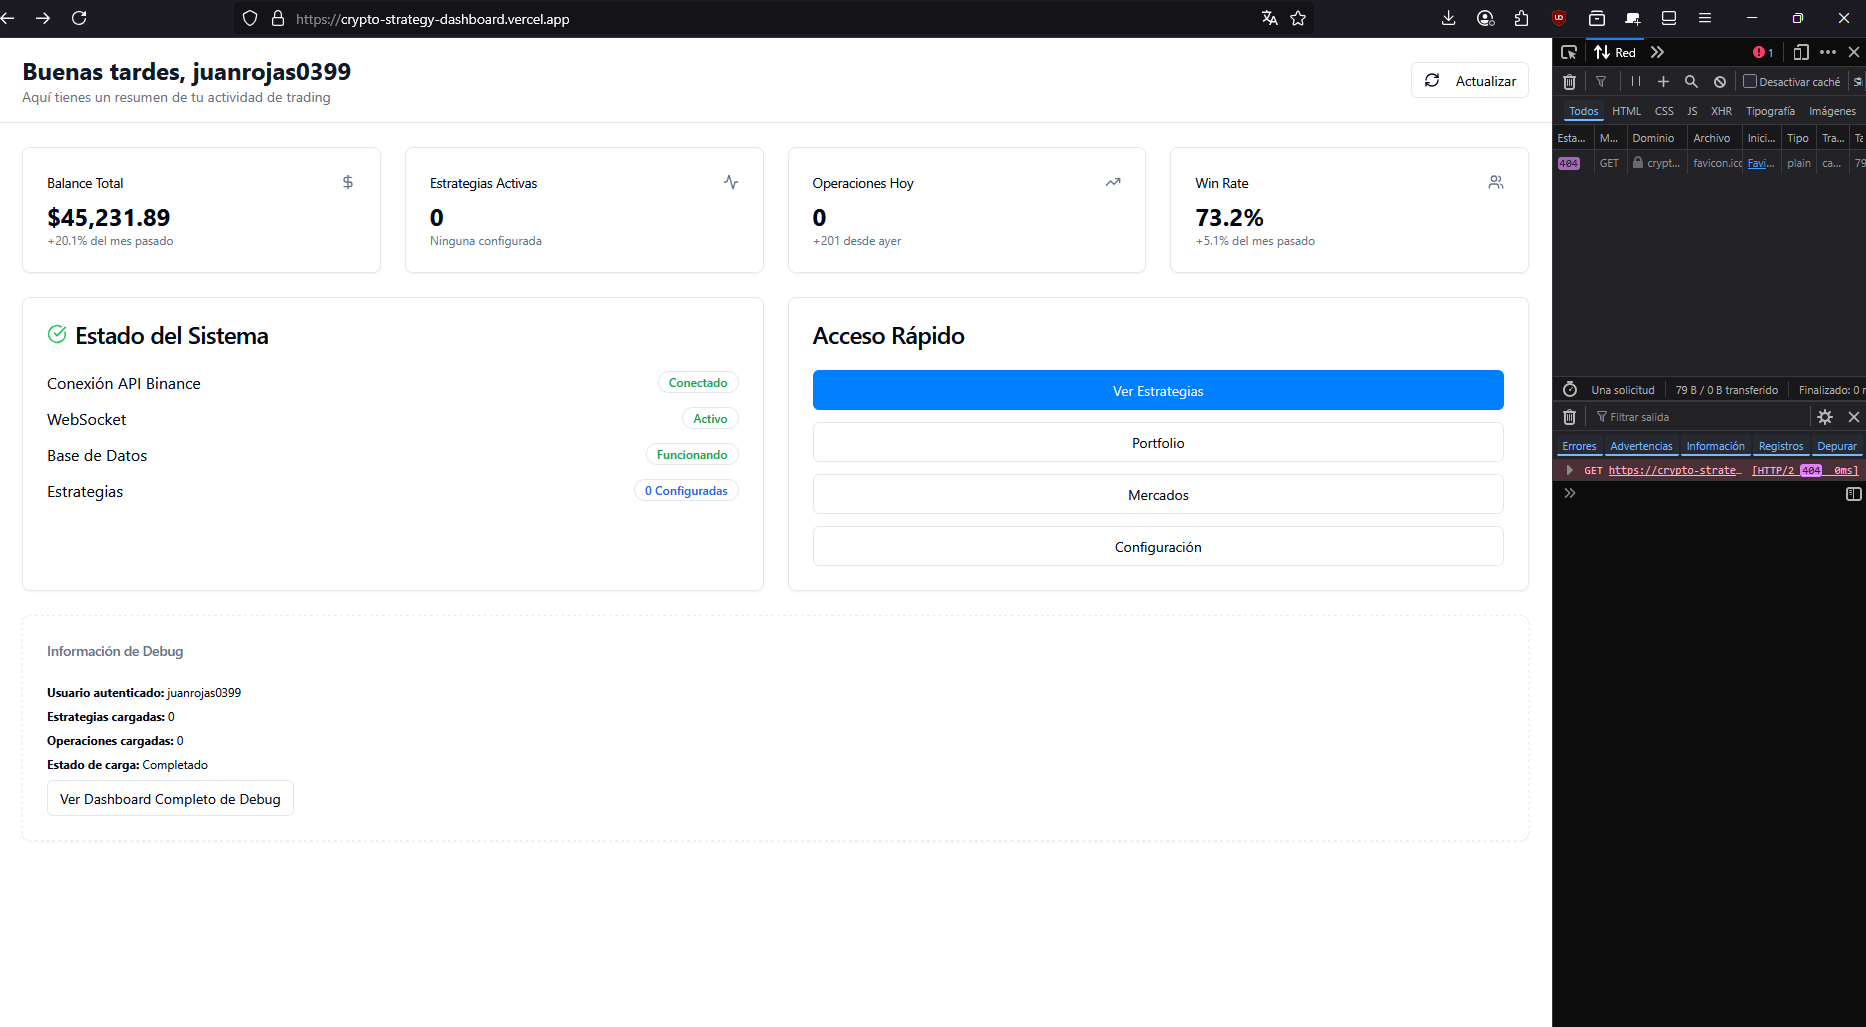 https://crypto-strategy-dashboard.vercel.app
Buenas tardes, juanrojas0399
Aquí tienes un resumen de tu actividad de trading
Actualizar
Balance Total
$45,231.89
+20.1% del mes pasado
Estrategias Activas
0
Ninguna configurada
Operaciones Hoy
0
+201 desde ayer
Win Rate
73.2%
+5.1% del mes pasado
Estado del Sistema
Conexión API Binance Conectado
WebSocket Activo
Base de Datos Funcionando
Estrategias 0 Configuradas
Acceso Rápido
Ver Estrategias
Portfolio
Mercados
Configuración
Información de Debug
Usuario autenticado: juanrojas0399
Estrategias cargadas: 0
Operaciones cargadas: 0
Estado de carga: Completado
Ver Dashboard Completo de Debug
Red 1
Desactivar caché
Todos HTML CSS JS XHR Tipografía Imágenes
Esta... M... Dominio Archivo Inici... Tipo Tra...
404 GET crypt... favicon.ico Favi... plain ca... 79
Una solicitud 79 B / 0 B transferido Finalizado: 0
Filtrar salida
Errores Advertencias Información Registros Depurar
GET https://crypto-strate... [HTTP/2 404 0ms]